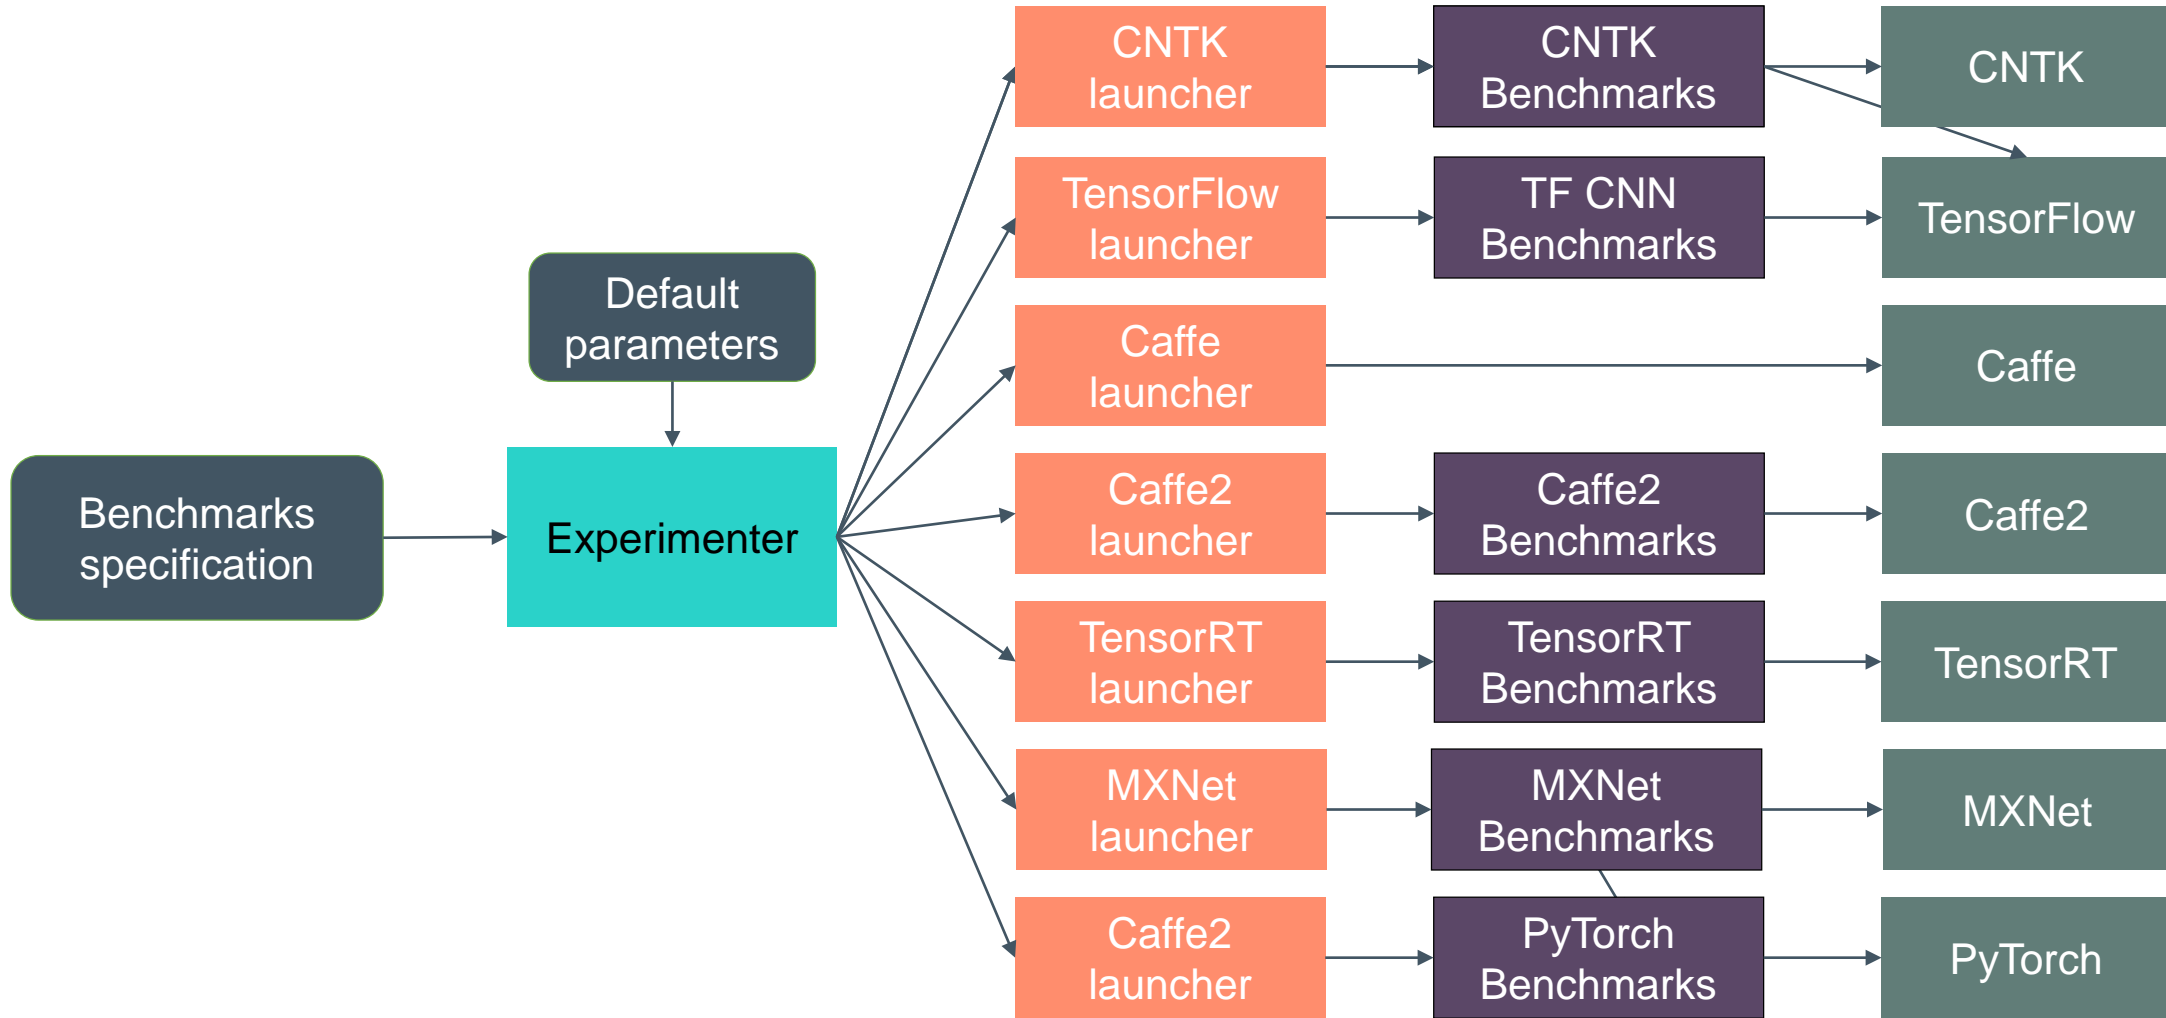 Benchmarks
specification
Default
parameters
Experimenter
CNTK
launcher
CNTK
Benchmarks
CNTK
TensorFlow
launcher
TF CNN
Benchmarks
TensorFlow
Caffe
launcher
Caffe
Caffe2
launcher
Caffe2
Benchmarks
Caffe2
TensorRT
launcher
TensorRT
Benchmarks
TensorRT
MXNet
launcher
MXNet
Benchmarks
MXNet
Caffe2
launcher
PyTorch
Benchmarks
PyTorch